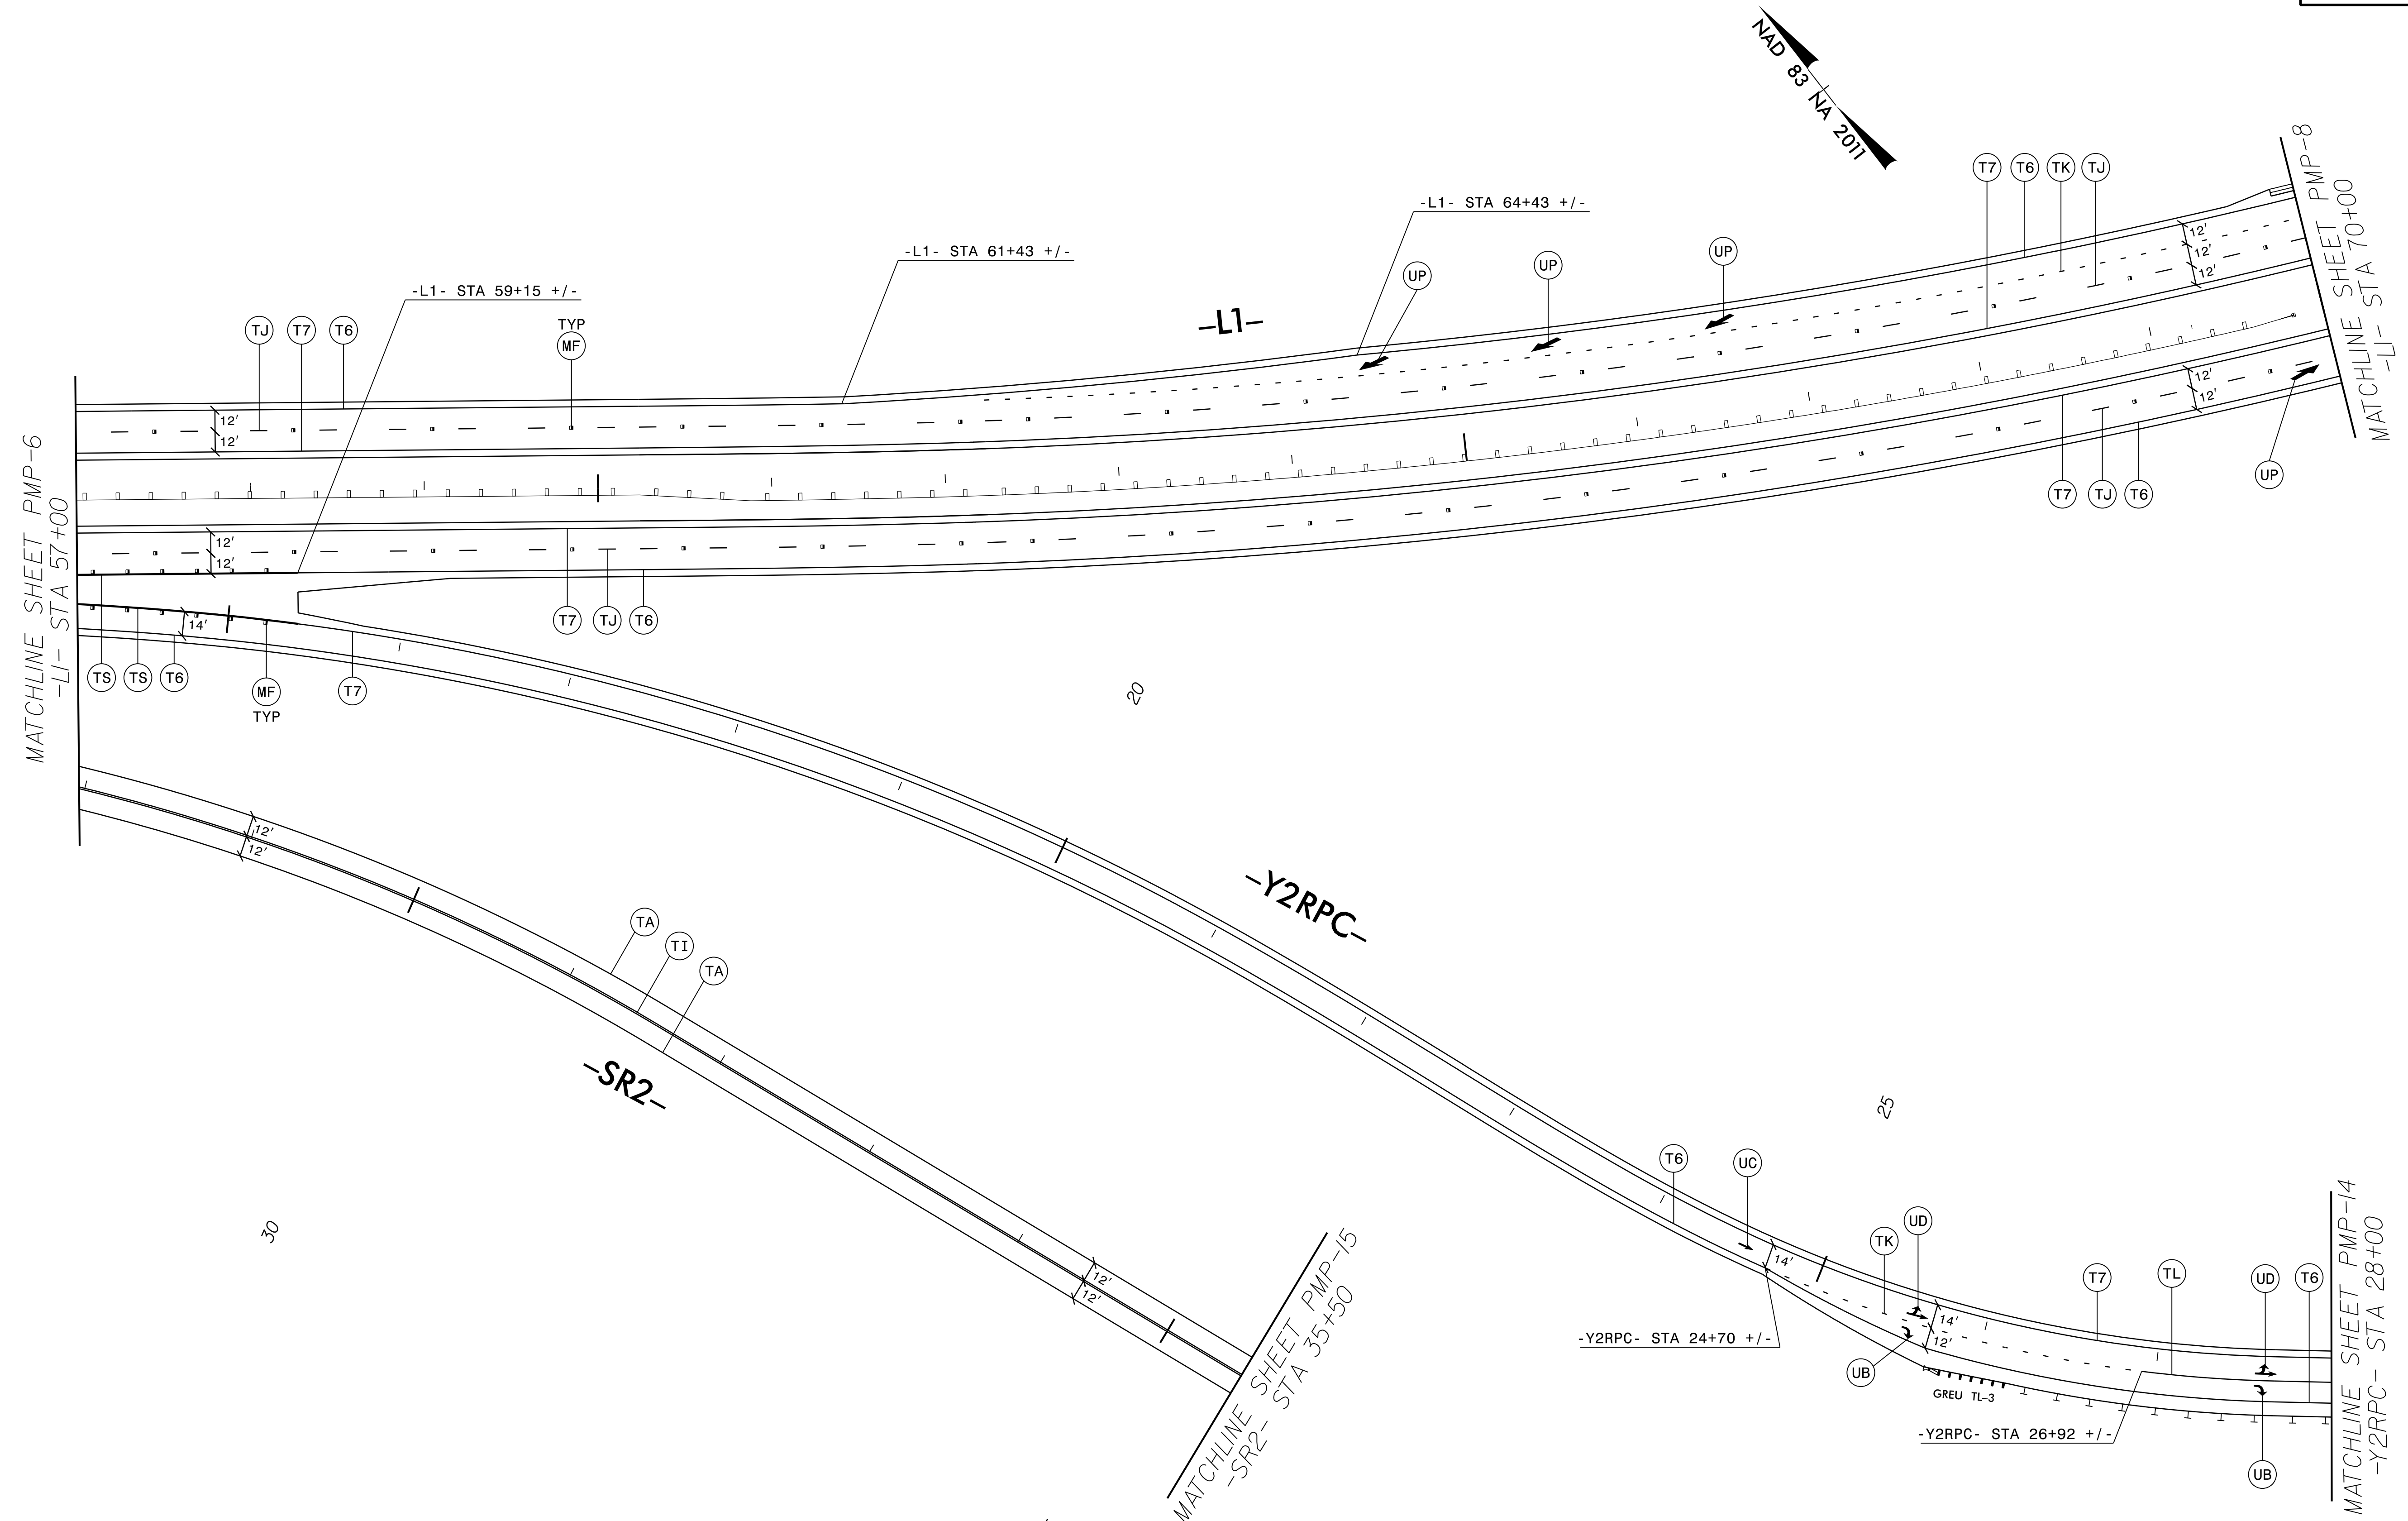 NAD 83 NA 2011
MATCHLINE SHEET PMP-8
-L1- STA 70+00
T7
T6
TK
TJ
-L1- STA 64+43 +/-
-L1- STA 61+43 +/-
-L1- STA 59+15 +/-
UP
UP
UP
-L1-
TJ
T7
T6
TYP
MF
12'
12'
12'
12'
12'
12'
12'
12'
12'
MATCHLINE SHEET PMP-6
-L1- STA 57+00
T7
TJ
T6
UP
T7
TJ
T6
14'
TS
TS
T6
MF
TYP
T7
20
12'
12'
-Y2RPC-
TA
TI
TA
-SR2-
25
30
12'
12'
MATCHLINE SHEET PMP-15
-SR2- STA 35+50
T6
UC
14'
TK
UD
T7
TL
UD
T6
14'
12'
-Y2RPC- STA 24+70 +/-
UB
GREU TL-3
-Y2RPC- STA 26+92 +/-
UB
MATCHLINE SHEET PMP-14
-Y2RPC- STA 28+00